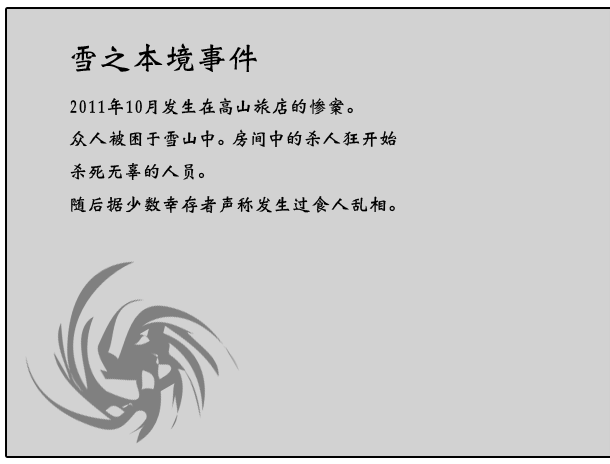 雪之本境事件
2011年10月发生在高山旅店的惨案。
众人被困于雪山中。房间中的杀人狂开始
杀死无辜的人员。
随后据少数幸存者声称发生过食人乱相。